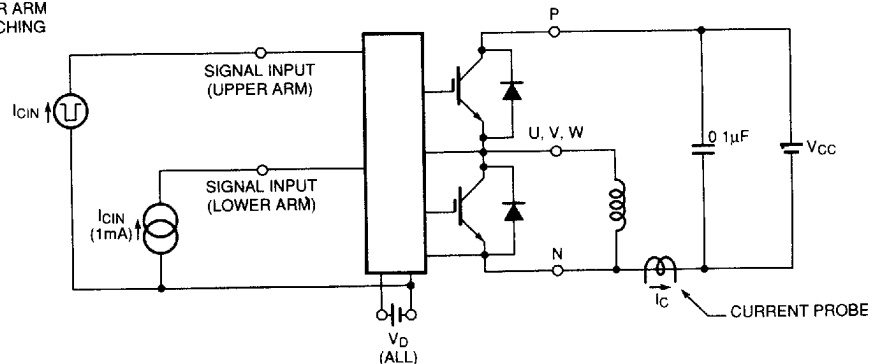 R ARM
CHING
P
SIGNAL INPUT
(UPPER ARM)
ICIN
U, V, W
0 1µF
VCC
SIGNAL INPUT
(LOWER ARM)
ICIN
(1mA)
N
IC
CURRENT PROBE
VD
(ALL)